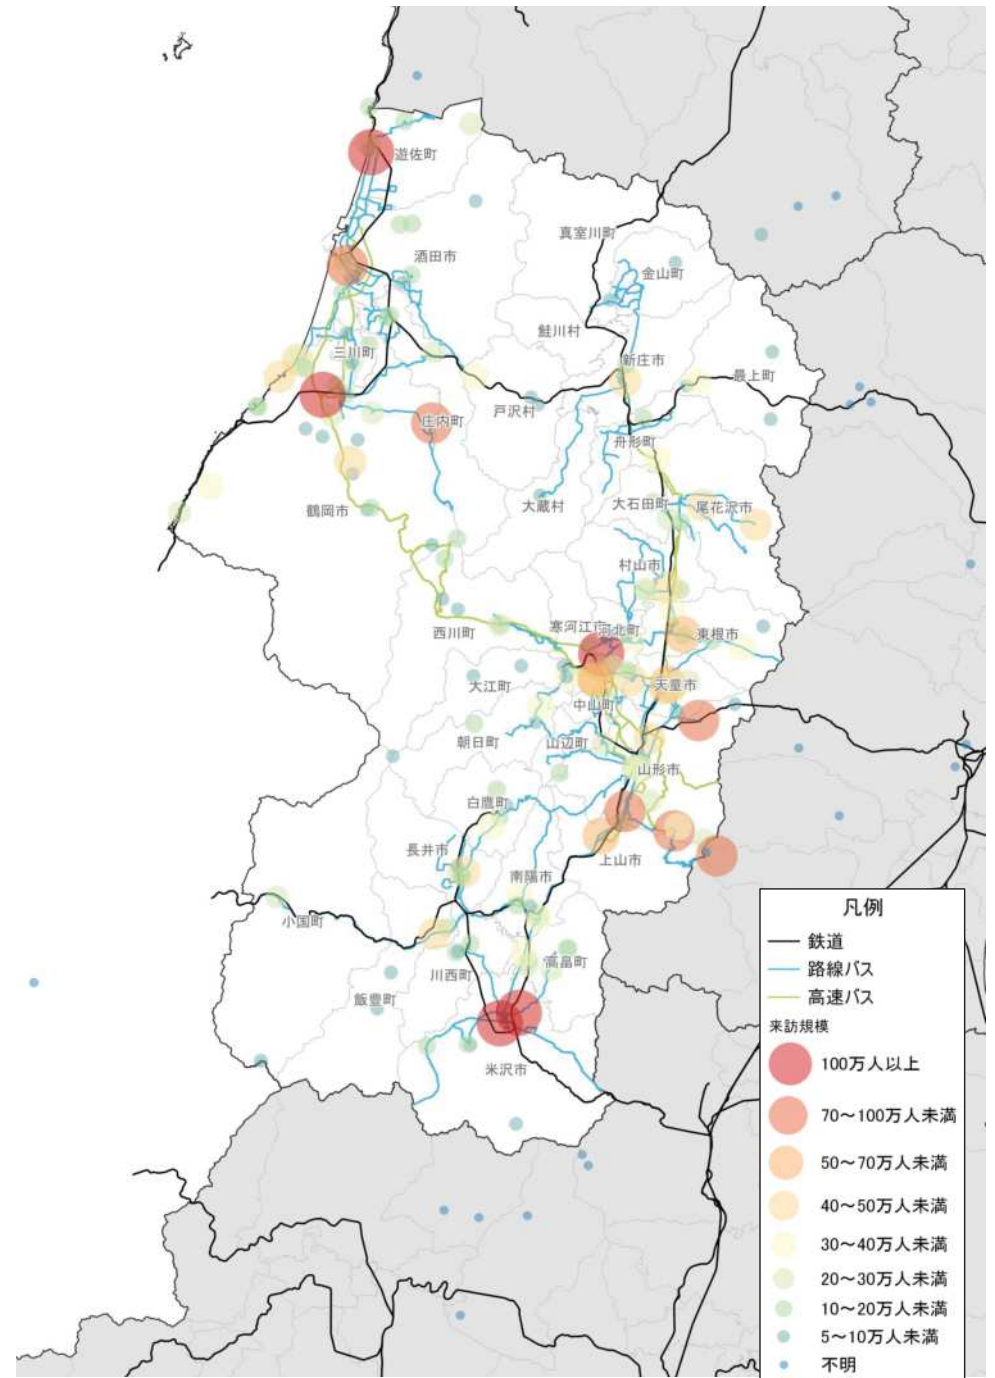 遊佐町
酒田市
真室川町
金山町
鮭川村
三川町
新庄市
最上町
戸沢村
庄内町
舟形町
大蔵村
大石田町
尾花沢市
鶴岡市
村山市
西川町
寒河江市
河北町
東根市
大江町
天童市
中山町
朝日町
山辺町
山形市
白鷹町
長井市
上山市
南陽市
小国町
川西町
高畠町
飯豊町
米沢市
凡例
鉄道
路線バス
高速バス
来訪規模
100万人以上
70～100万人未満
50～70万人未満
40～50万人未満
30～40万人未満
20～30万人未満
10～20万人未満
5～10万人未満
不明